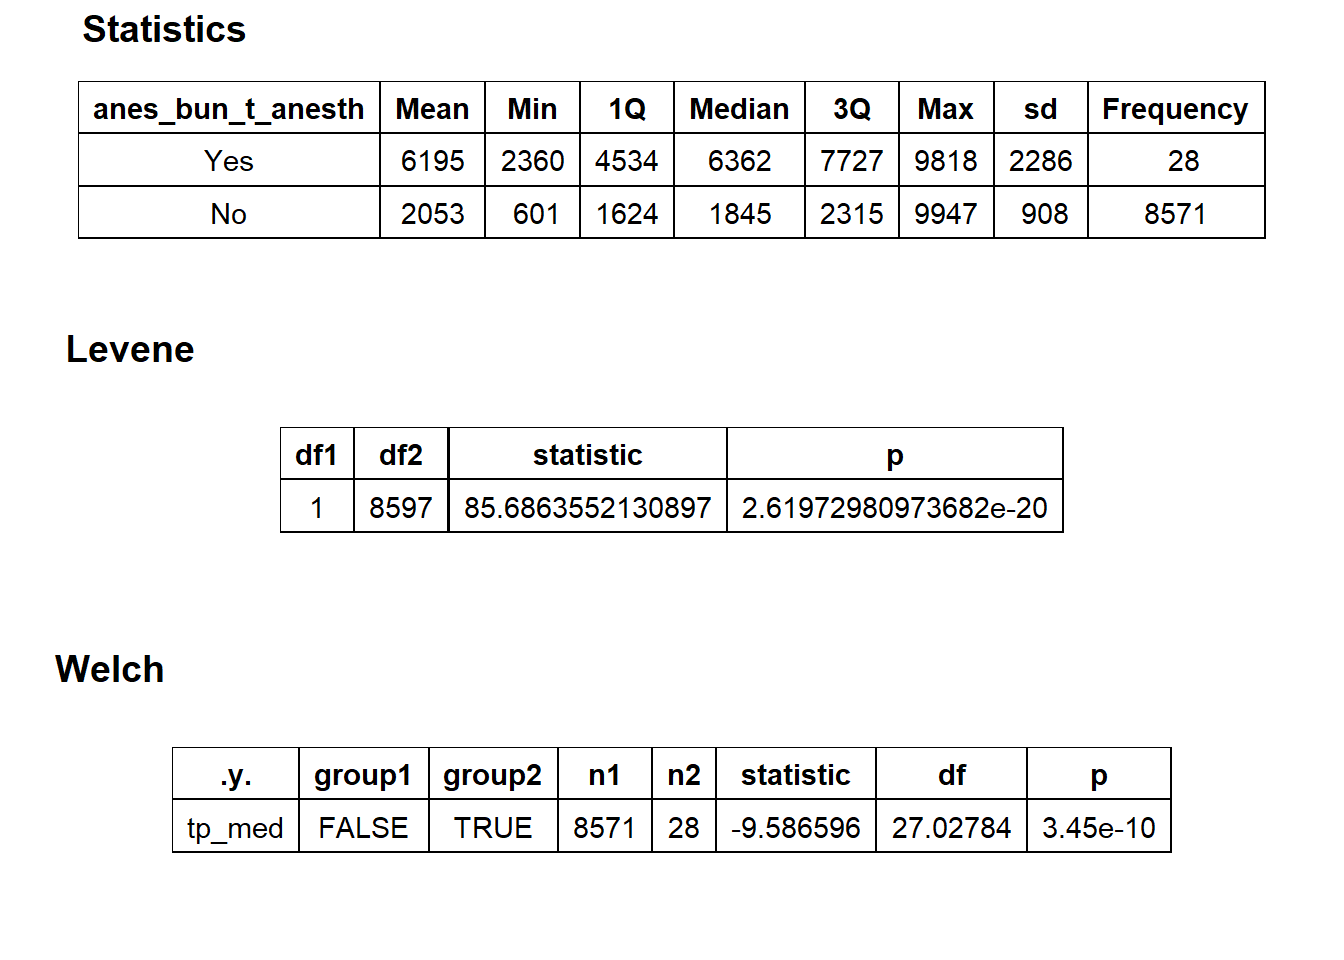 Statistics
anes_bun_t_anesth Mean Min 1Q Median 3Q Max sd Frequency
Yes 6195 2360 4534 6362 7727 9818 2286 28
No 2053 601 1624 1845 2315 9947 908 8571
Levene
df1 df2 statistic p
1 8597 85.6863552130897 2.61972980973682e-20
Welch
.y. group1 group2 n1 n2 statistic df p
tp_med FALSE TRUE 8571 28 -9.586596 27.02784 3.45e-10